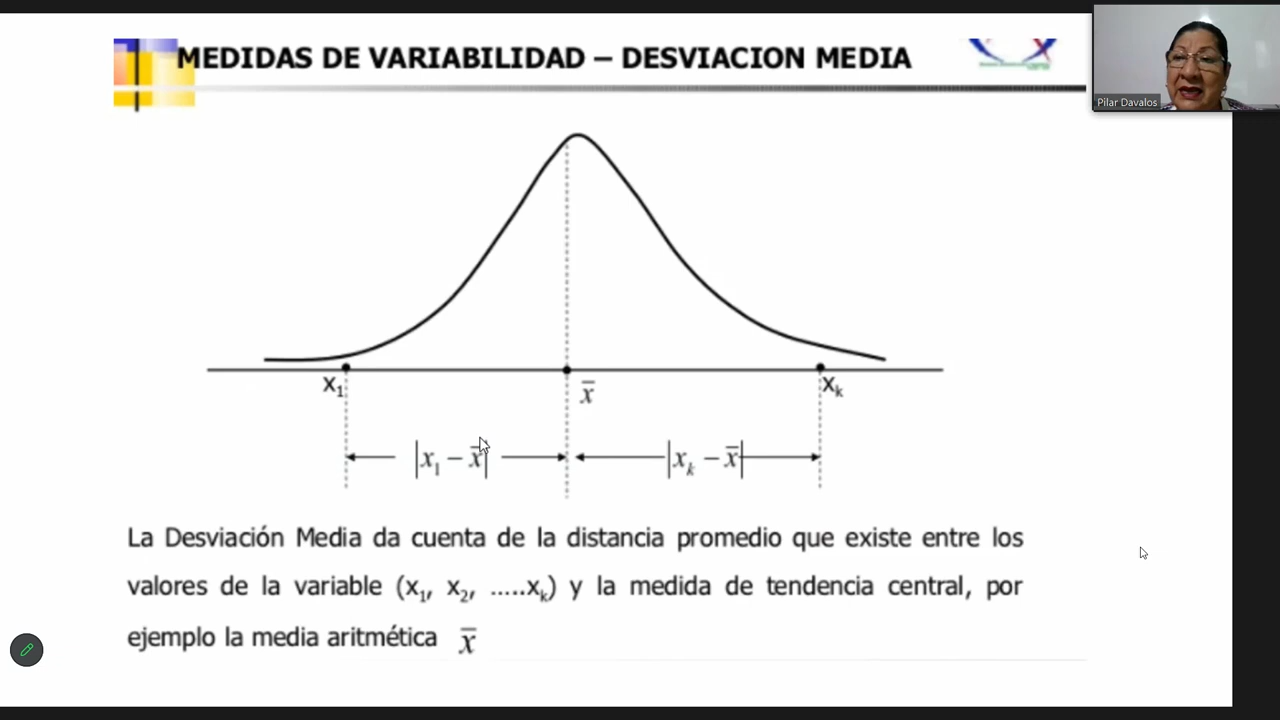 MEDIDAS DE VARIABILIDAD – DESVIACION MEDIA
Pilar Davalos
x₁
x̄
xₖ
|x₁ − x̄|
|xₖ − x̄|
La Desviación Media da cuenta de la distancia promedio que existe entre los
valores de la variable (x₁, x₂, .....xₖ) y la medida de tendencia central, por
ejemplo la media aritmética x̄